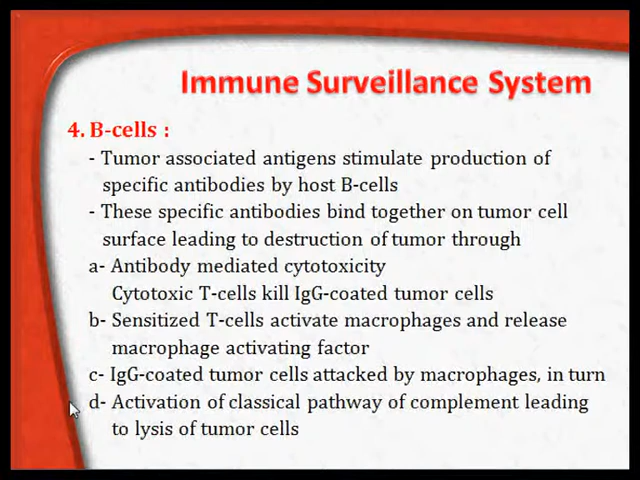 Immune Surveillance System
4. B-cells :
- Tumor associated antigens stimulate production of
specific antibodies by host B-cells
- These specific antibodies bind together on tumor cell
surface leading to destruction of tumor through
a- Antibody mediated cytotoxicity
Cytotoxic T-cells kill IgG-coated tumor cells
b- Sensitized T-cells activate macrophages and release
macrophage activating factor
c- IgG-coated tumor cells attacked by macrophages, in turn
d- Activation of classical pathway of complement leading
to lysis of tumor cells